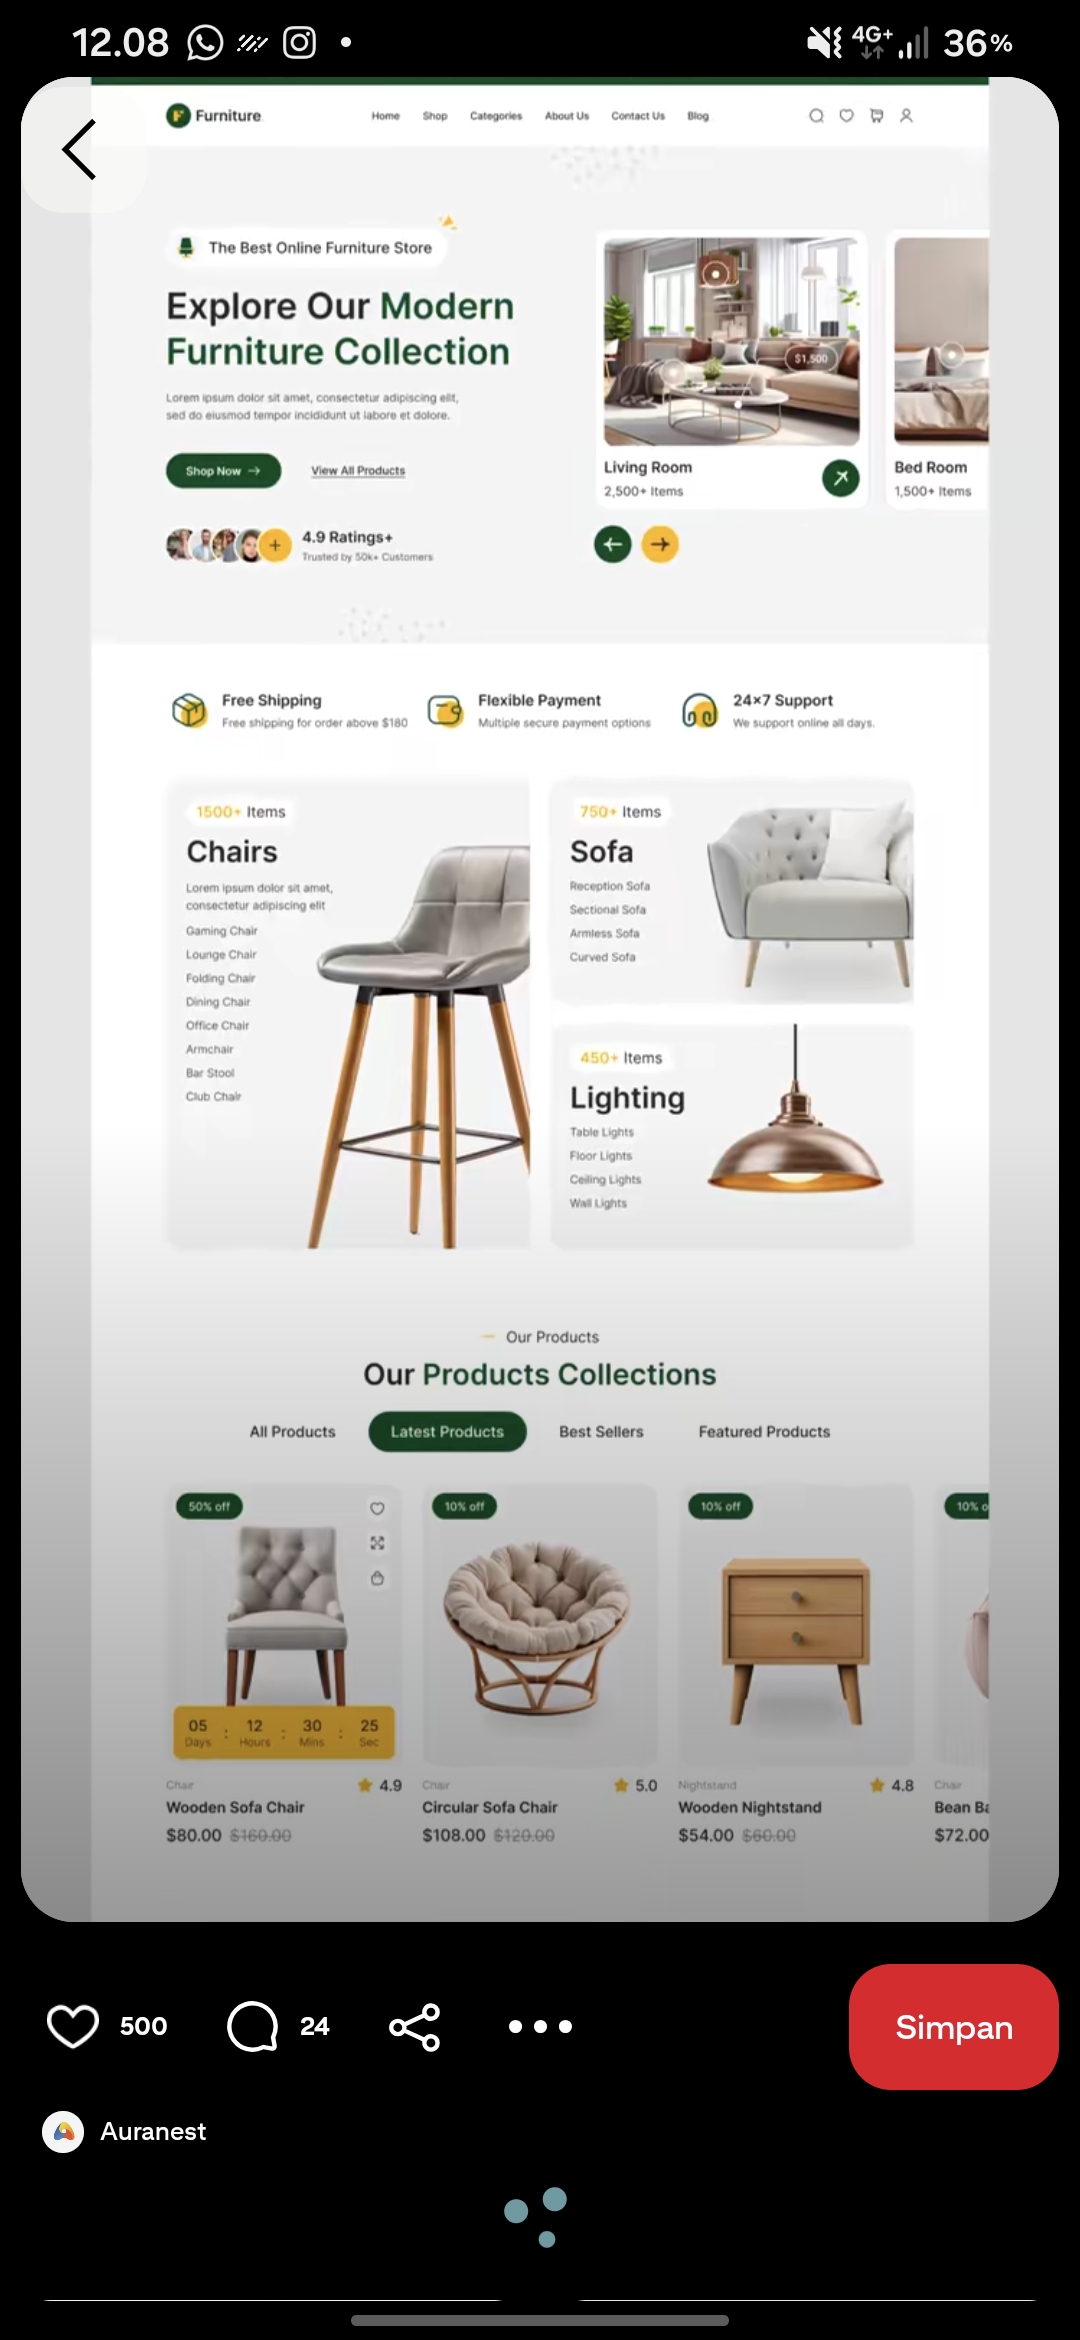 12.08
4G+
36%
Furniture
Home Shop Categories About Us Contact Us Blog
The Best Online Furniture Store
Explore Our Modern
Furniture Collection
Lorem ipsum dolor sit amet, consectetur adipiscing elit,
sed do eiusmod tempor incididunt ut labore et dolore.
Shop Now → View All Products
4.9 Ratings+
Trusted by 50k+ Customers
$1,500
Living Room
2,500+ Items
Bed Room
1,500+ Items
Free Shipping
Free shipping for order above $180
Flexible Payment
Multiple secure payment options
24×7 Support
We support online all days.
1500+ Items
Chairs
Lorem ipsum dolor sit amet,
consectetur adipiscing elit
Gaming Chair
Lounge Chair
Folding Chair
Dining Chair
Office Chair
Armchair
Bar Stool
Club Chair
750+ Items
Sofa
Reception Sofa
Sectional Sofa
Armless Sofa
Curved Sofa
450+ Items
Lighting
Table Lights
Floor Lights
Ceiling Lights
Wall Lights
Our Products
Our Products Collections
All Products Latest Products Best Sellers Featured Products
50% off
10% off
10% off
10% o
05 : 12 : 30 : 25
Days Hours Mins Sec
Chair 4.9
Wooden Sofa Chair
$80.00 $160.00
Chair 5.0
Circular Sofa Chair
$108.00 $120.00
Nightstand 4.8
Wooden Nightstand
$54.00 $60.00
Chair
Bean Ba
$72.00
500
24
Simpan
Auranest